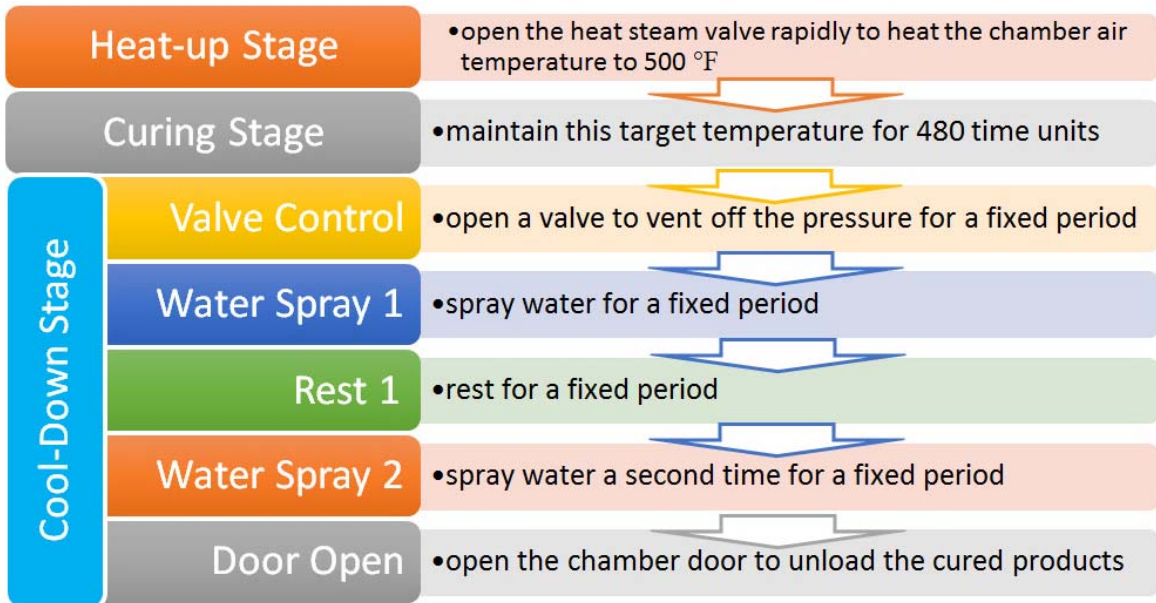 Heat-up Stage
•open the heat steam valve rapidly to heat the chamber air
temperature to 500 °F
Curing Stage
•maintain this target temperature for 480 time units
Cool-Down Stage
Valve Control
•open a valve to vent off the pressure for a fixed period
Water Spray 1
•spray water for a fixed period
Rest 1
•rest for a fixed period
Water Spray 2
•spray water a second time for a fixed period
Door Open
•open the chamber door to unload the cured products